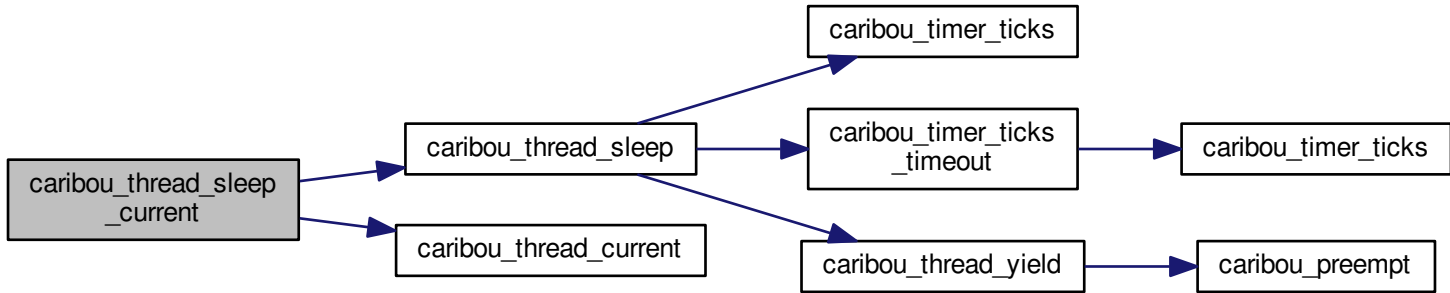 caribou_thread_sleep
_current
caribou_thread_sleep
caribou_thread_current
caribou_timer_ticks
caribou_timer_ticks
_timeout
caribou_thread_yield
caribou_timer_ticks
caribou_preempt